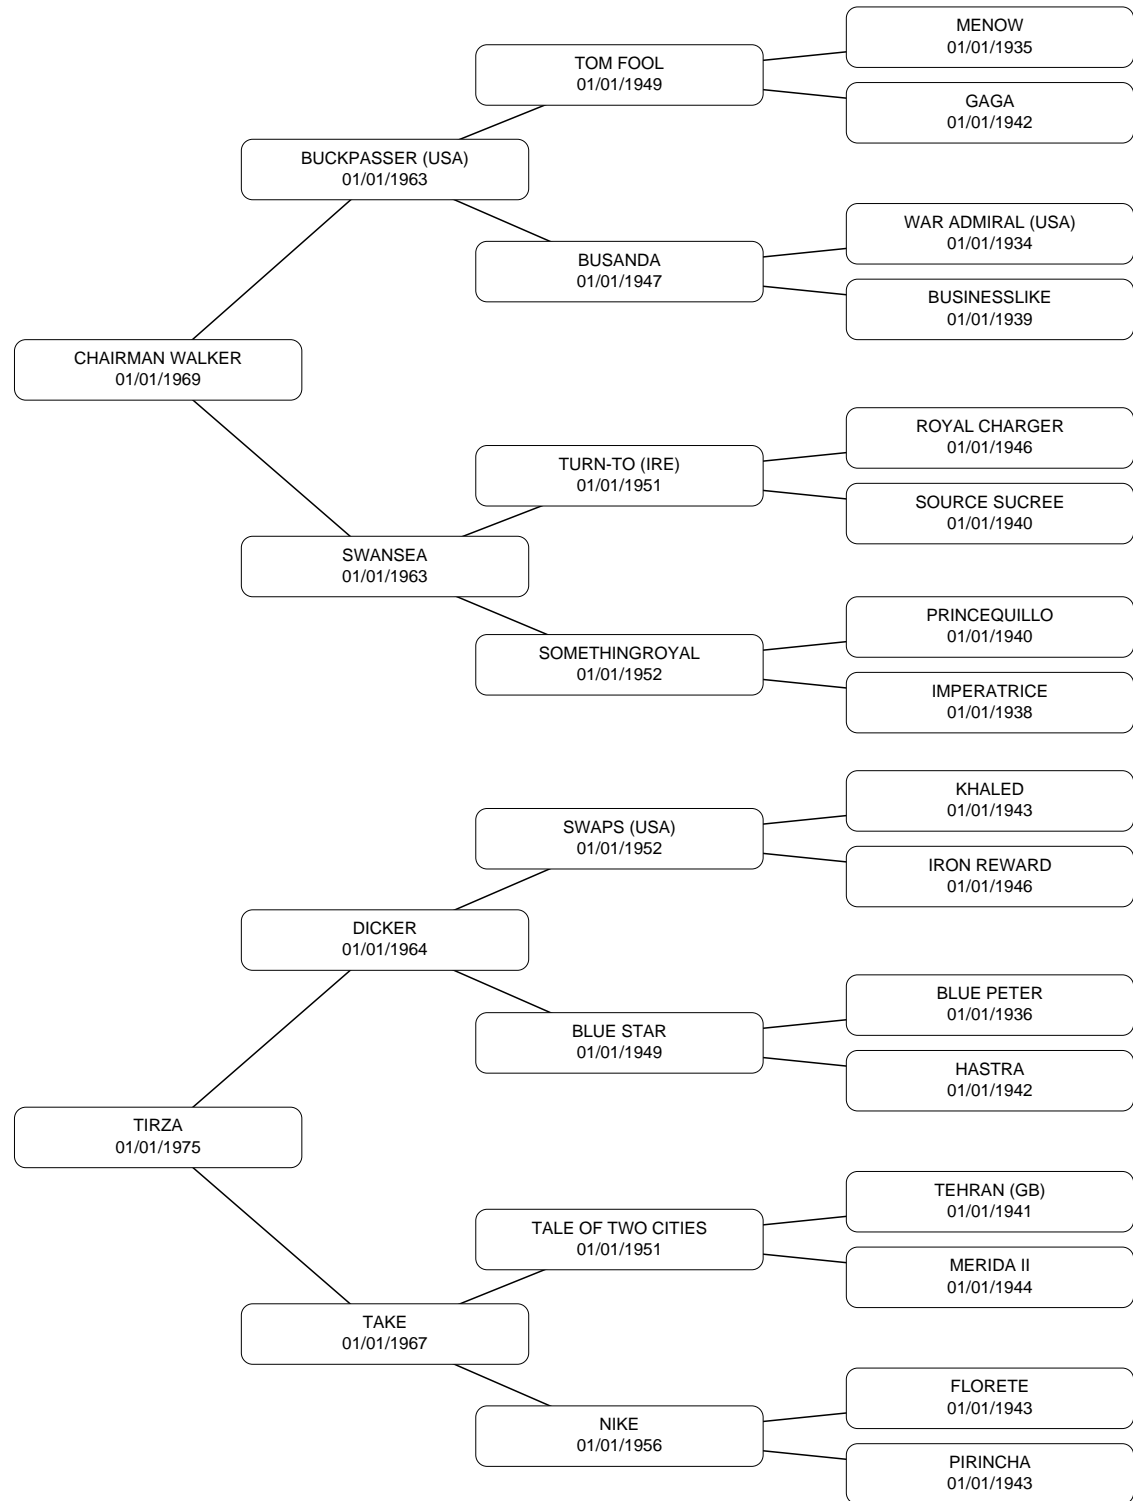 MENOW
01/01/1935
TOM FOOL
01/01/1949
GAGA
01/01/1942
BUCKPASSER (USA)
01/01/1963
WAR ADMIRAL (USA)
01/01/1934
BUSANDA
01/01/1947
BUSINESSLIKE
01/01/1939
CHAIRMAN WALKER
01/01/1969
ROYAL CHARGER
01/01/1946
TURN-TO (IRE)
01/01/1951
SOURCE SUCREE
01/01/1940
SWANSEA
01/01/1963
PRINCEQUILLO
01/01/1940
SOMETHINGROYAL
01/01/1952
IMPERATRICE
01/01/1938
KHALED
01/01/1943
SWAPS (USA)
01/01/1952
IRON REWARD
01/01/1946
DICKER
01/01/1964
BLUE PETER
01/01/1936
BLUE STAR
01/01/1949
HASTRA
01/01/1942
TIRZA
01/01/1975
TEHRAN (GB)
01/01/1941
TALE OF TWO CITIES
01/01/1951
MERIDA II
01/01/1944
TAKE
01/01/1967
FLORETE
01/01/1943
NIKE
01/01/1956
PIRINCHA
01/01/1943